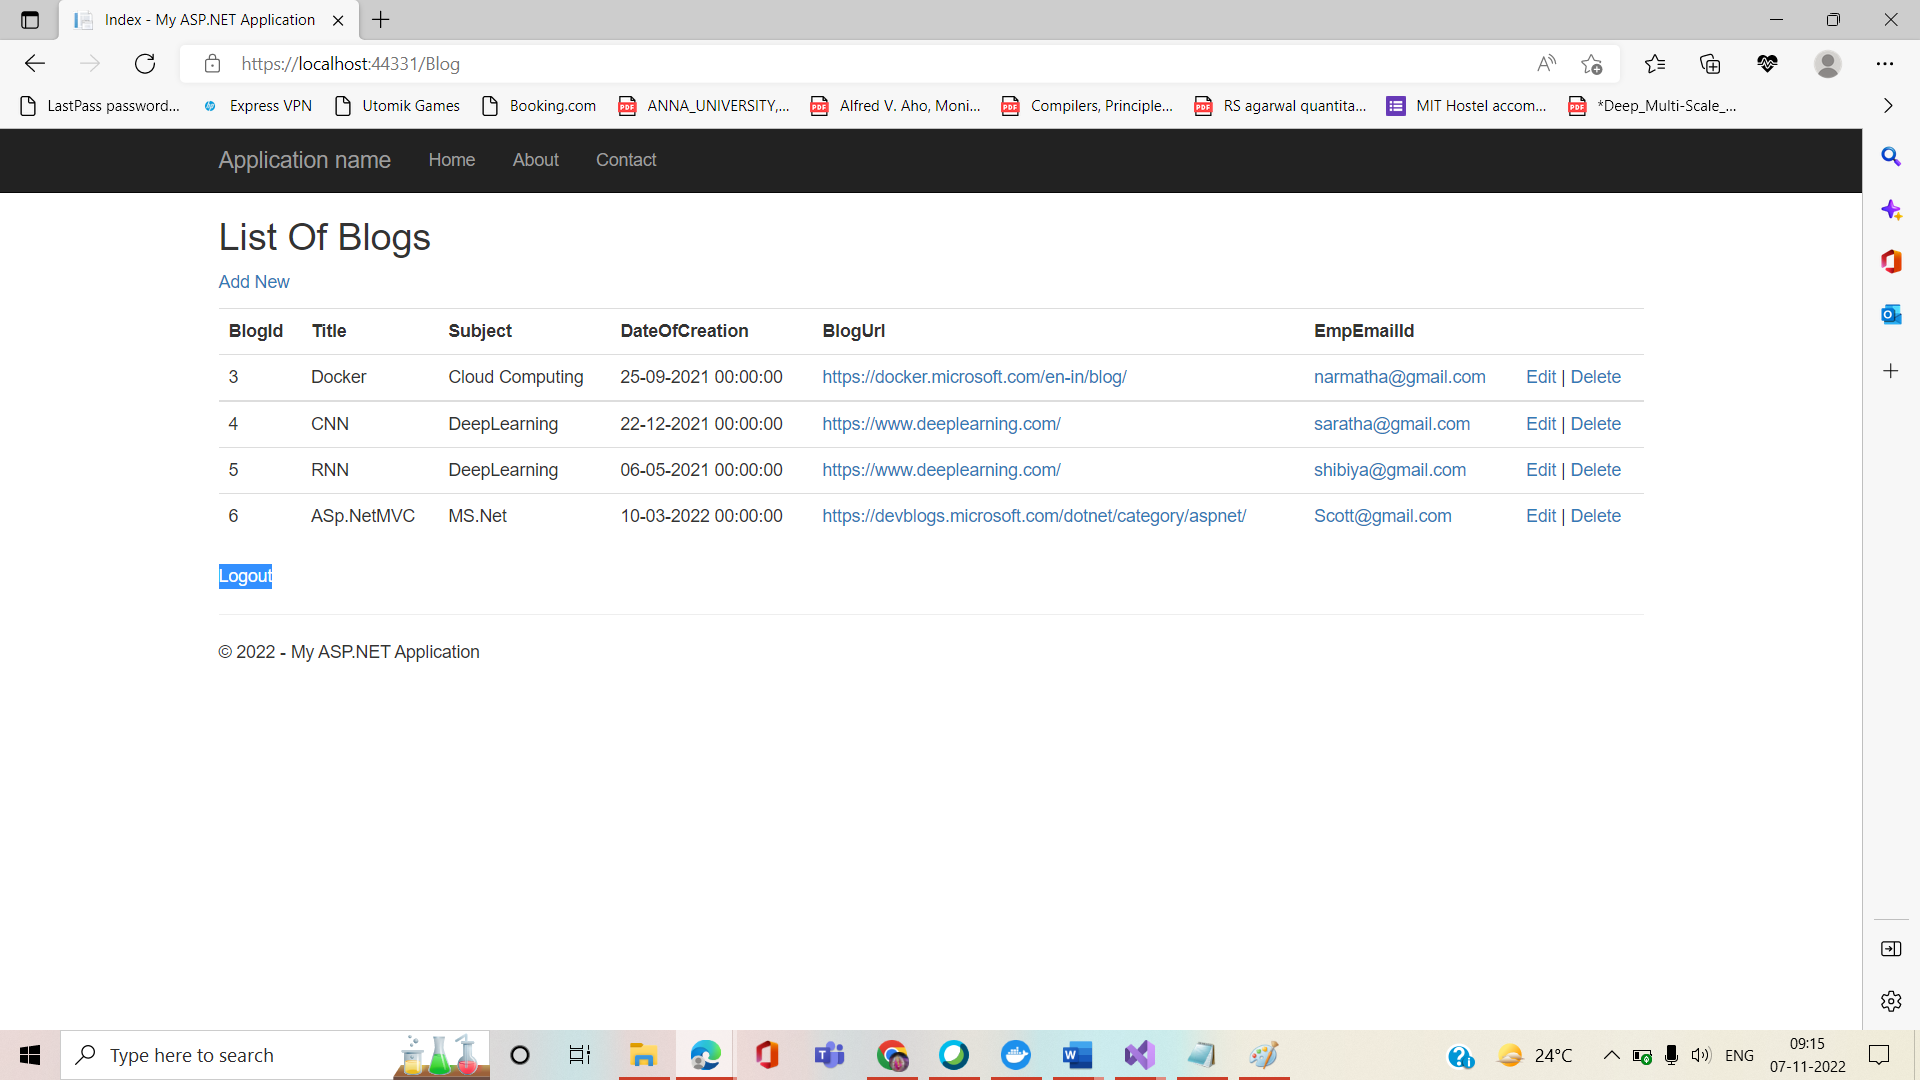 Index - My ASP.NET Application
https://localhost:44331/Blog
LastPass password... Express VPN Utomik Games Booking.com ANNA_UNIVERSITY,... Alfred V. Aho, Moni... Compilers, Principle... RS agarwal quantita... MIT Hostel accom... *Deep_Multi-Scale_...
Application name Home About Contact
List Of Blogs
Add New
BlogId Title Subject DateOfCreation BlogUrl EmpEmailId
3 Docker Cloud Computing 25-09-2021 00:00:00 https://docker.microsoft.com/en-in/blog/ narmatha@gmail.com Edit | Delete
4 CNN DeepLearning 22-12-2021 00:00:00 https://www.deeplearning.com/ saratha@gmail.com Edit | Delete
5 RNN DeepLearning 06-05-2021 00:00:00 https://www.deeplearning.com/ shibiya@gmail.com Edit | Delete
6 ASp.NetMVC MS.Net 10-03-2022 00:00:00 https://devblogs.microsoft.com/dotnet/category/aspnet/ Scott@gmail.com Edit | Delete
Logout
© 2022 - My ASP.NET Application
Type here to search
24°C ENG
09:15
07-11-2022